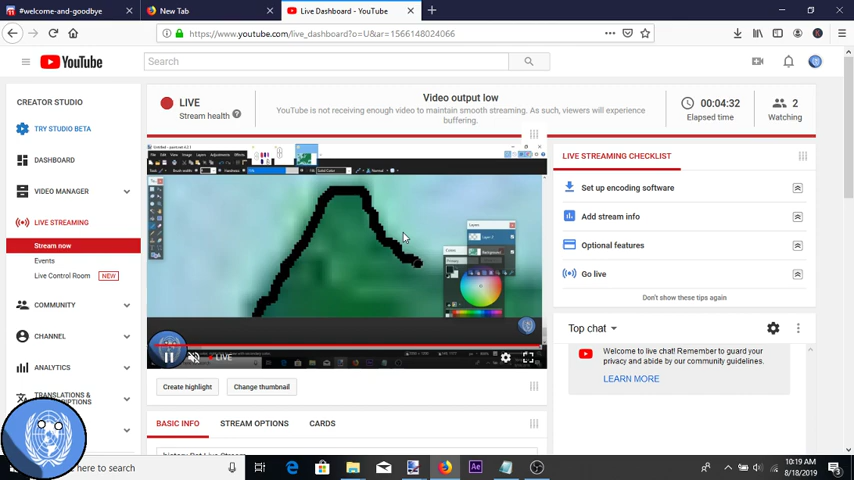 #welcome-and-goodbye
New Tab
Live Dashboard - YouTube
https://www.youtube.com/live_dashboard?o=U&ar=1566148024066
YouTube
Search
CREATOR STUDIO
TRY STUDIO BETA
DASHBOARD
VIDEO MANAGER
LIVE STREAMING
Stream now
Events
Live Control Room NEW
COMMUNITY
CHANNEL
ANALYTICS
TRANSLATIONS &
LIVE
Stream health
Video output low
YouTube is not receiving enough video to maintain smooth streaming. As such, viewers will experience
buffering.
00:04:32
Elapsed time
2
Watching
LIVE
Create highlight
Change thumbnail
BASIC INFO
STREAM OPTIONS
CARDS
LIVE STREAMING CHECKLIST
Set up encoding software
Add stream info
Optional features
Go live
Don't show these tips again
Top chat
Welcome to live chat! Remember to guard your
privacy and abide by our community guidelines.
LEARN MORE
here to search
10:19 AM
8/18/2019